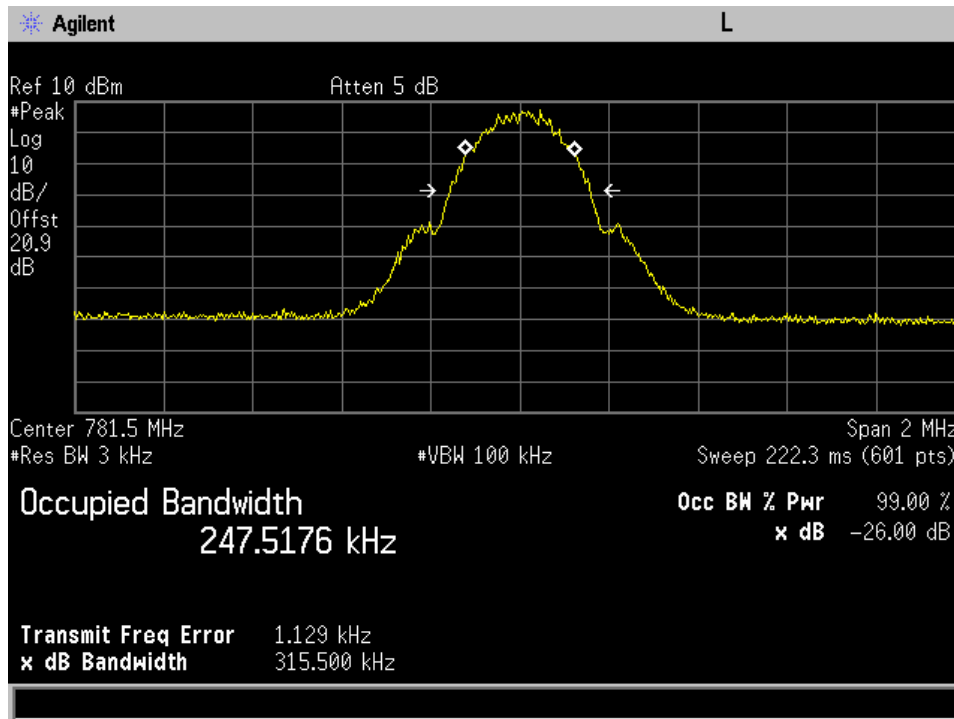 Agilent L
Ref 10 dBm Atten 5 dB
#Peak
Log
10
dB/
Offst
20.9
dB
Center 781.5 MHz Span 2 MHz
#Res BW 3 kHz #VBW 100 kHz Sweep 222.3 ms (601 pts)
Occupied Bandwidth Occ BW % Pwr 99.00 %
247.5176 kHz x dB -26.00 dB
Transmit Freq Error 1.129 kHz
x dB Bandwidth 315.500 kHz